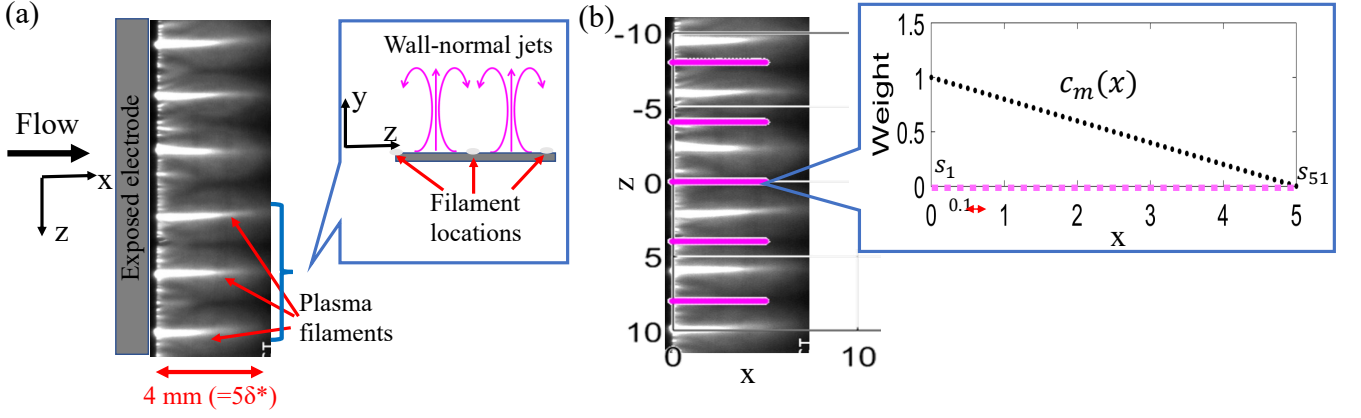 (a)
Flow
x
z
Exposed electrode
4 mm (=5δ*)
Wall-normal jets
y
z
Filament
locations
Plasma
filaments
(b)
-10
-5
0
5
10
z
0
10
x
1.5
1
0.5
0
Weight
c_m(x)
s_1
s_51
0.1
0 1 2 3 4 5
x